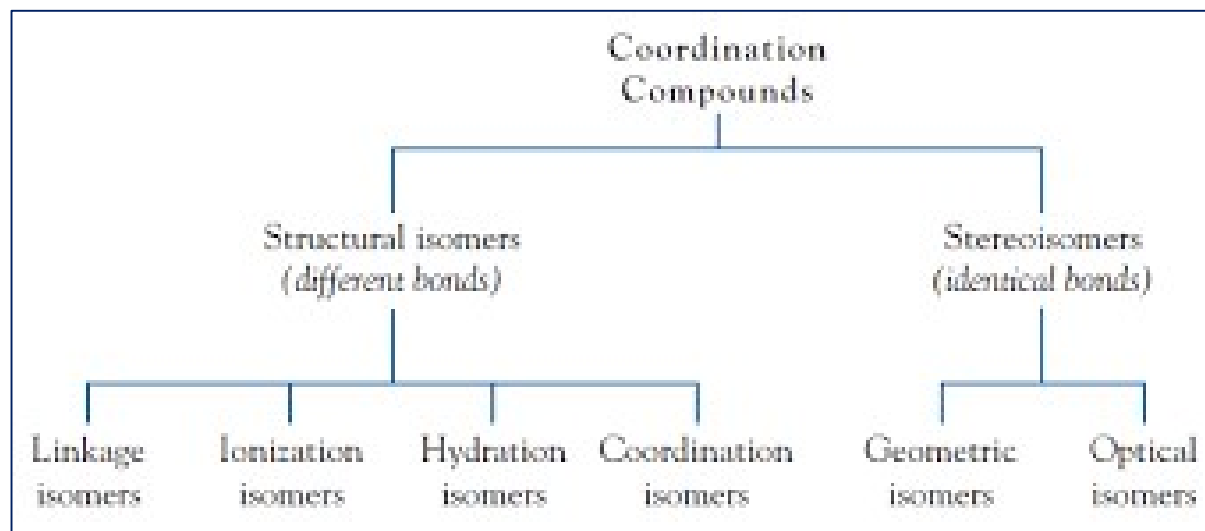 Coordination
Compounds
Structural isomers
(different bonds)
Stereoisomers
(identical bonds)
Linkage
isomers
Ionization
isomers
Hydration
isomers
Coordination
isomers
Geometric
isomers
Optical
isomers